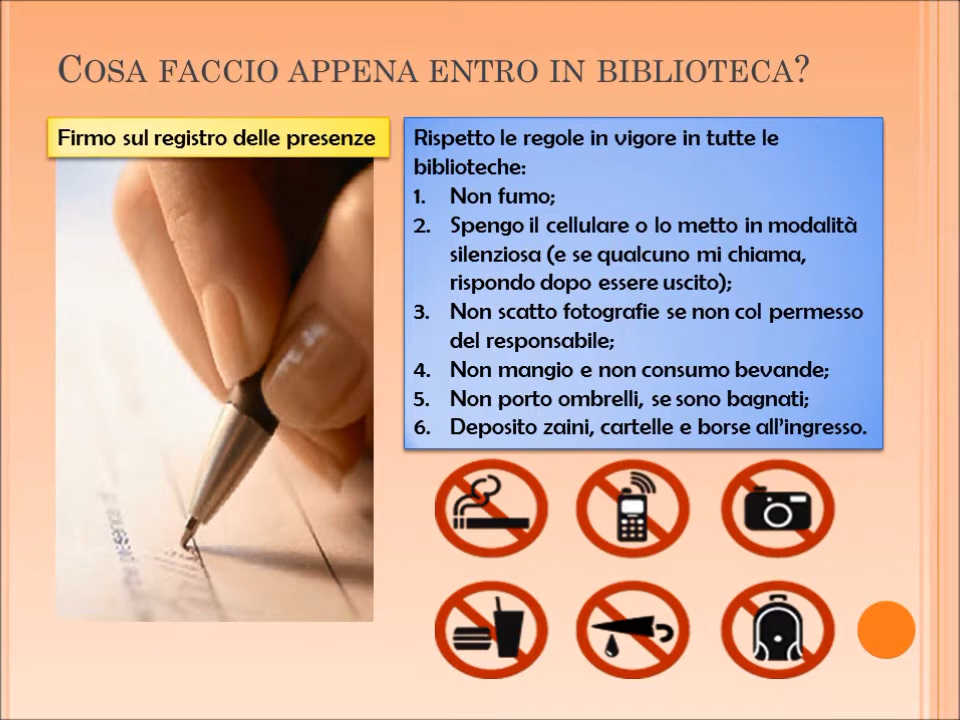 COSA FACCIO APPENA ENTRO IN BIBLIOTECA?
Firmo sul registro delle presenze
Rispetto le regole in vigore in tutte le
biblioteche:
1. Non fumo;
2. Spengo il cellulare o lo metto in modalità
silenziosa (e se qualcuno mi chiama,
rispondo dopo essere uscito);
3. Non scatto fotografie se non col permesso
del responsabile;
4. Non mangio e non consumo bevande;
5. Non porto ombrelli, se sono bagnati;
6. Deposito zaini, cartelle e borse all'ingresso.